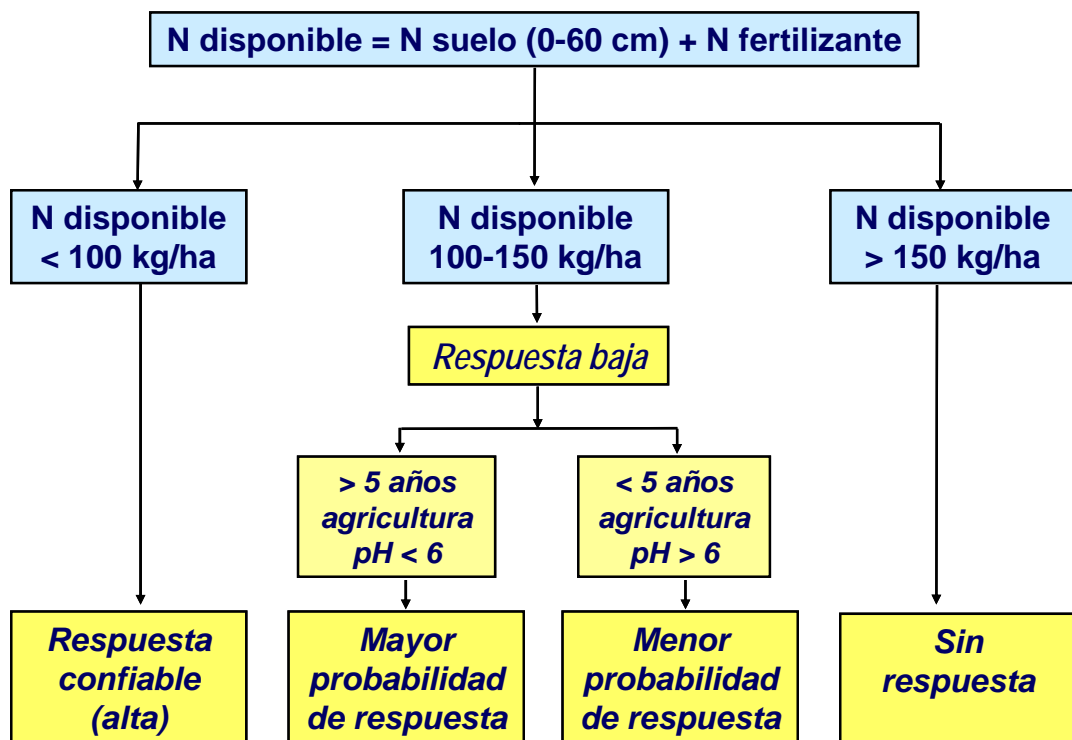 N disponible = N suelo (0-60 cm) + N fertilizante
N disponible
< 100 kg/ha
N disponible
100-150 kg/ha
N disponible
> 150 kg/ha
Respuesta baja
> 5 años
agricultura
pH < 6
< 5 años
agricultura
pH > 6
Respuesta
confiable
(alta)
Mayor
probabilidad
de respuesta
Menor
probabilidad
de respuesta
Sin
respuesta